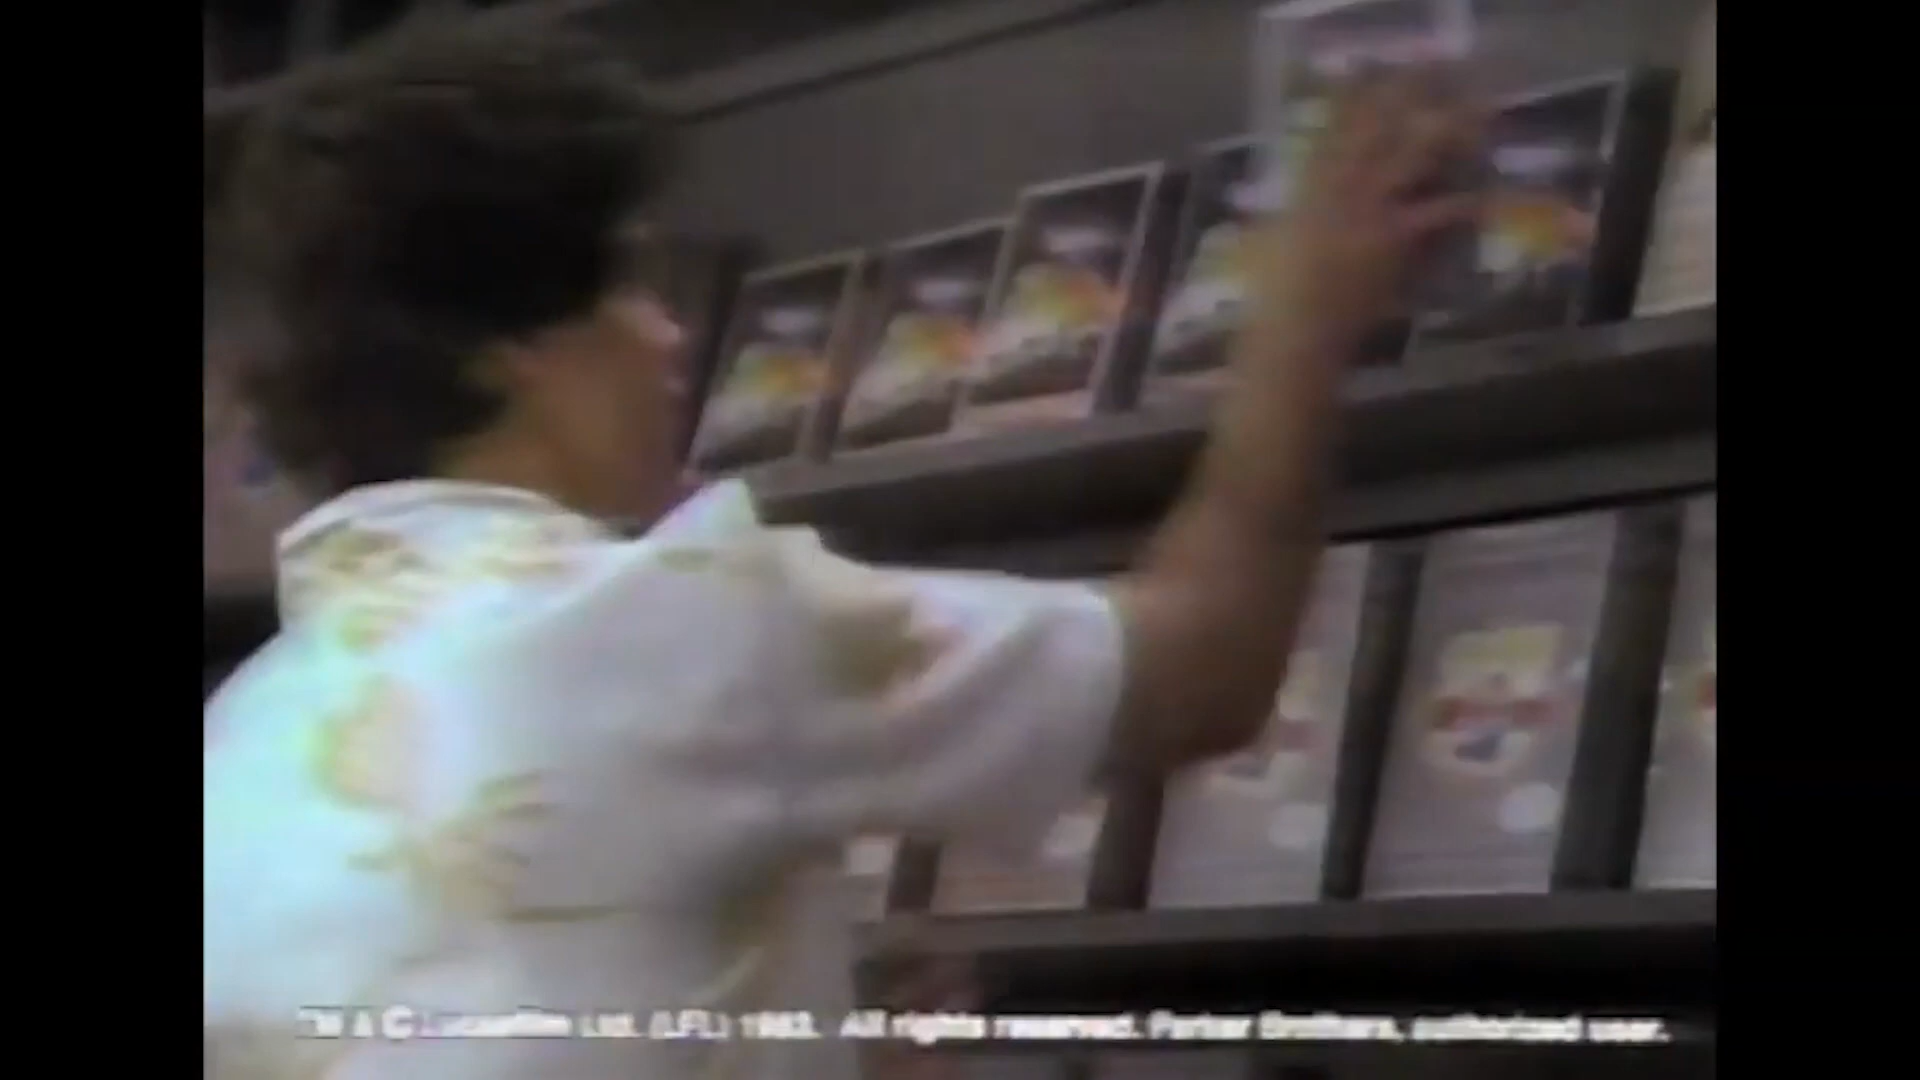 TM & © Lucasfilm Ltd. (LFL) 1983. All rights reserved. Parker Brothers, authorized user.